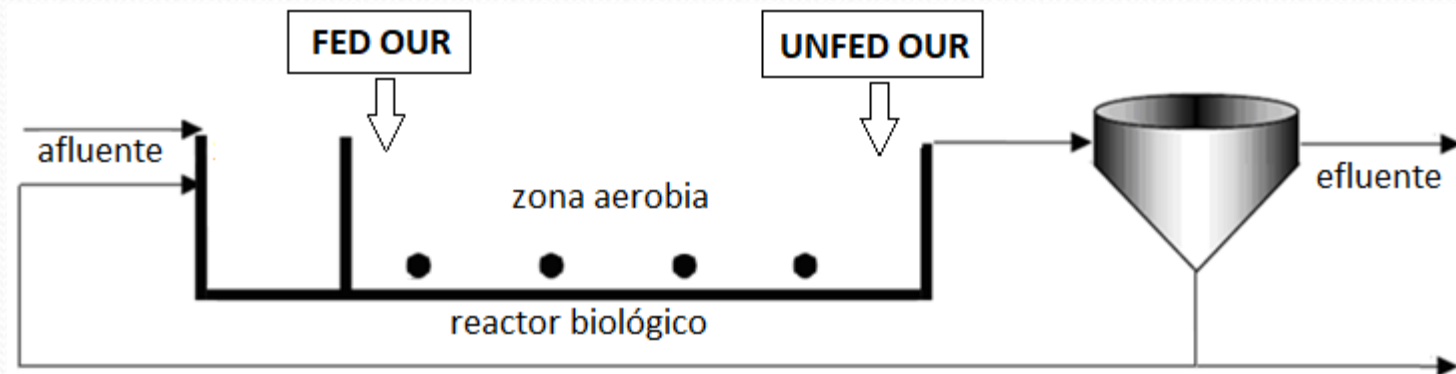 FED OUR
UNFED OUR
afluente
zona aerobia
efluente
reactor biológico